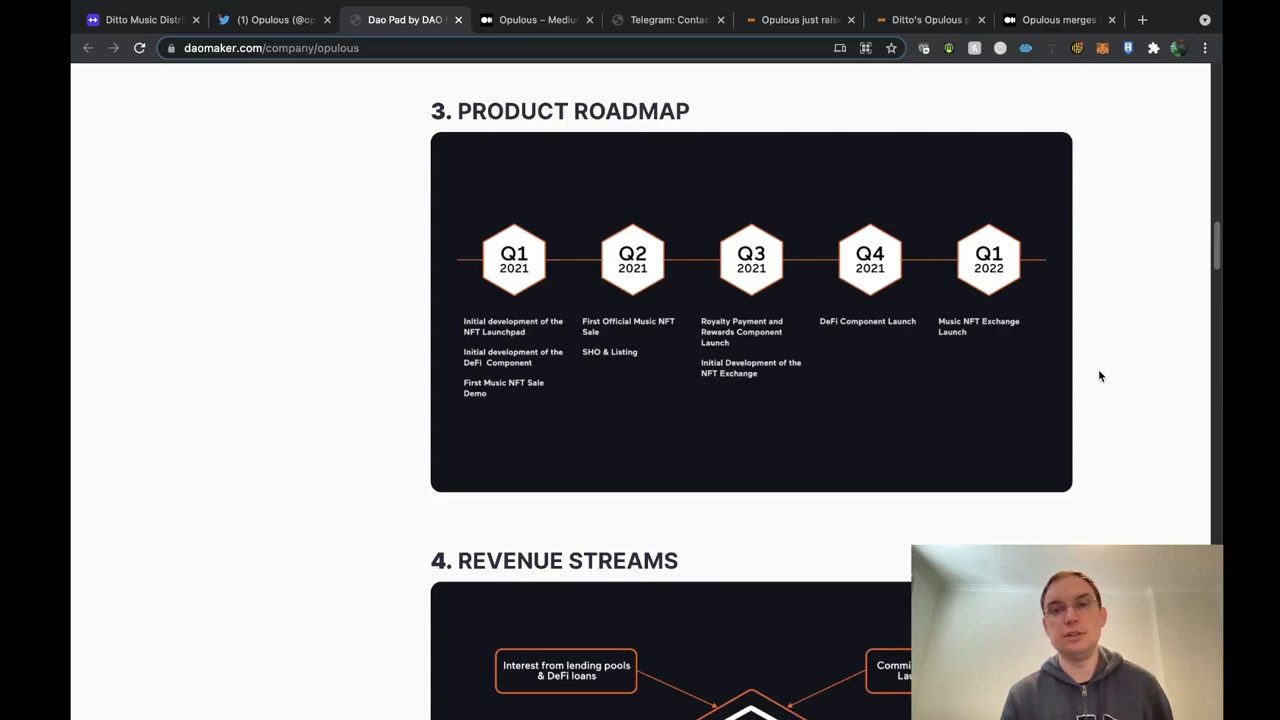 Ditto Music Distri
(1) Opulous (@op
Dao Pad by DAO
Opulous – Medium
Telegram: Contac
Opulous just raise
Ditto's Opulous p
Opulous merges
daomaker.com/company/opulous
3. PRODUCT ROADMAP
Q1
2021
Q2
2021
Q3
2021
Q4
2021
Q1
2022
Initial development of the
NFT Launchpad
Initial development of the
DeFi Component
First Music NFT Sale
Demo
First Official Music NFT
Sale
SHO & Listing
Royalty Payment and
Rewards Component
Launch
Initial Development of the
NFT Exchange
DeFi Component Launch
Music NFT Exchange
Launch
4. REVENUE STREAMS
Interest from lending pools
& DeFi loans
Commi
Lau